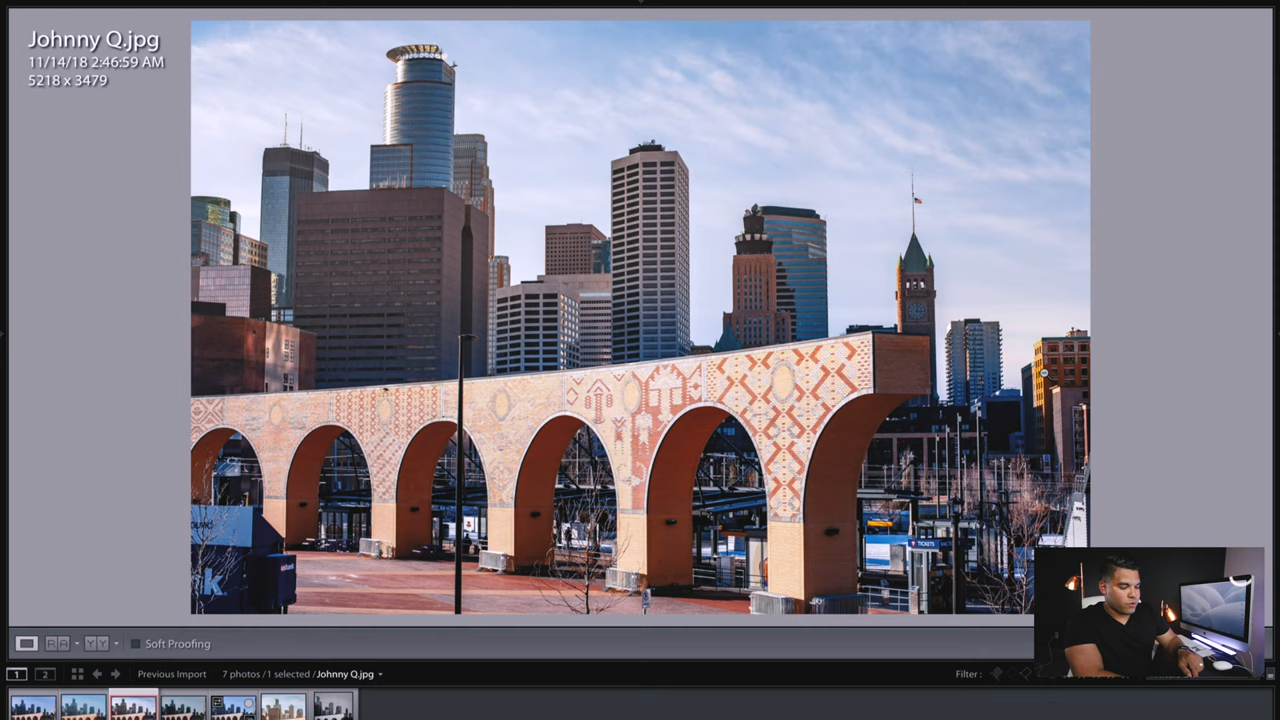 Johnny Q.jpg
11/14/18 2:46:59 AM
5218 x 3479
TICKETS
k
R A
Y Y
Soft Proofing
1
2
Previous Import
7 photos / 1 selected / Johnny Q.jpg
Filter :